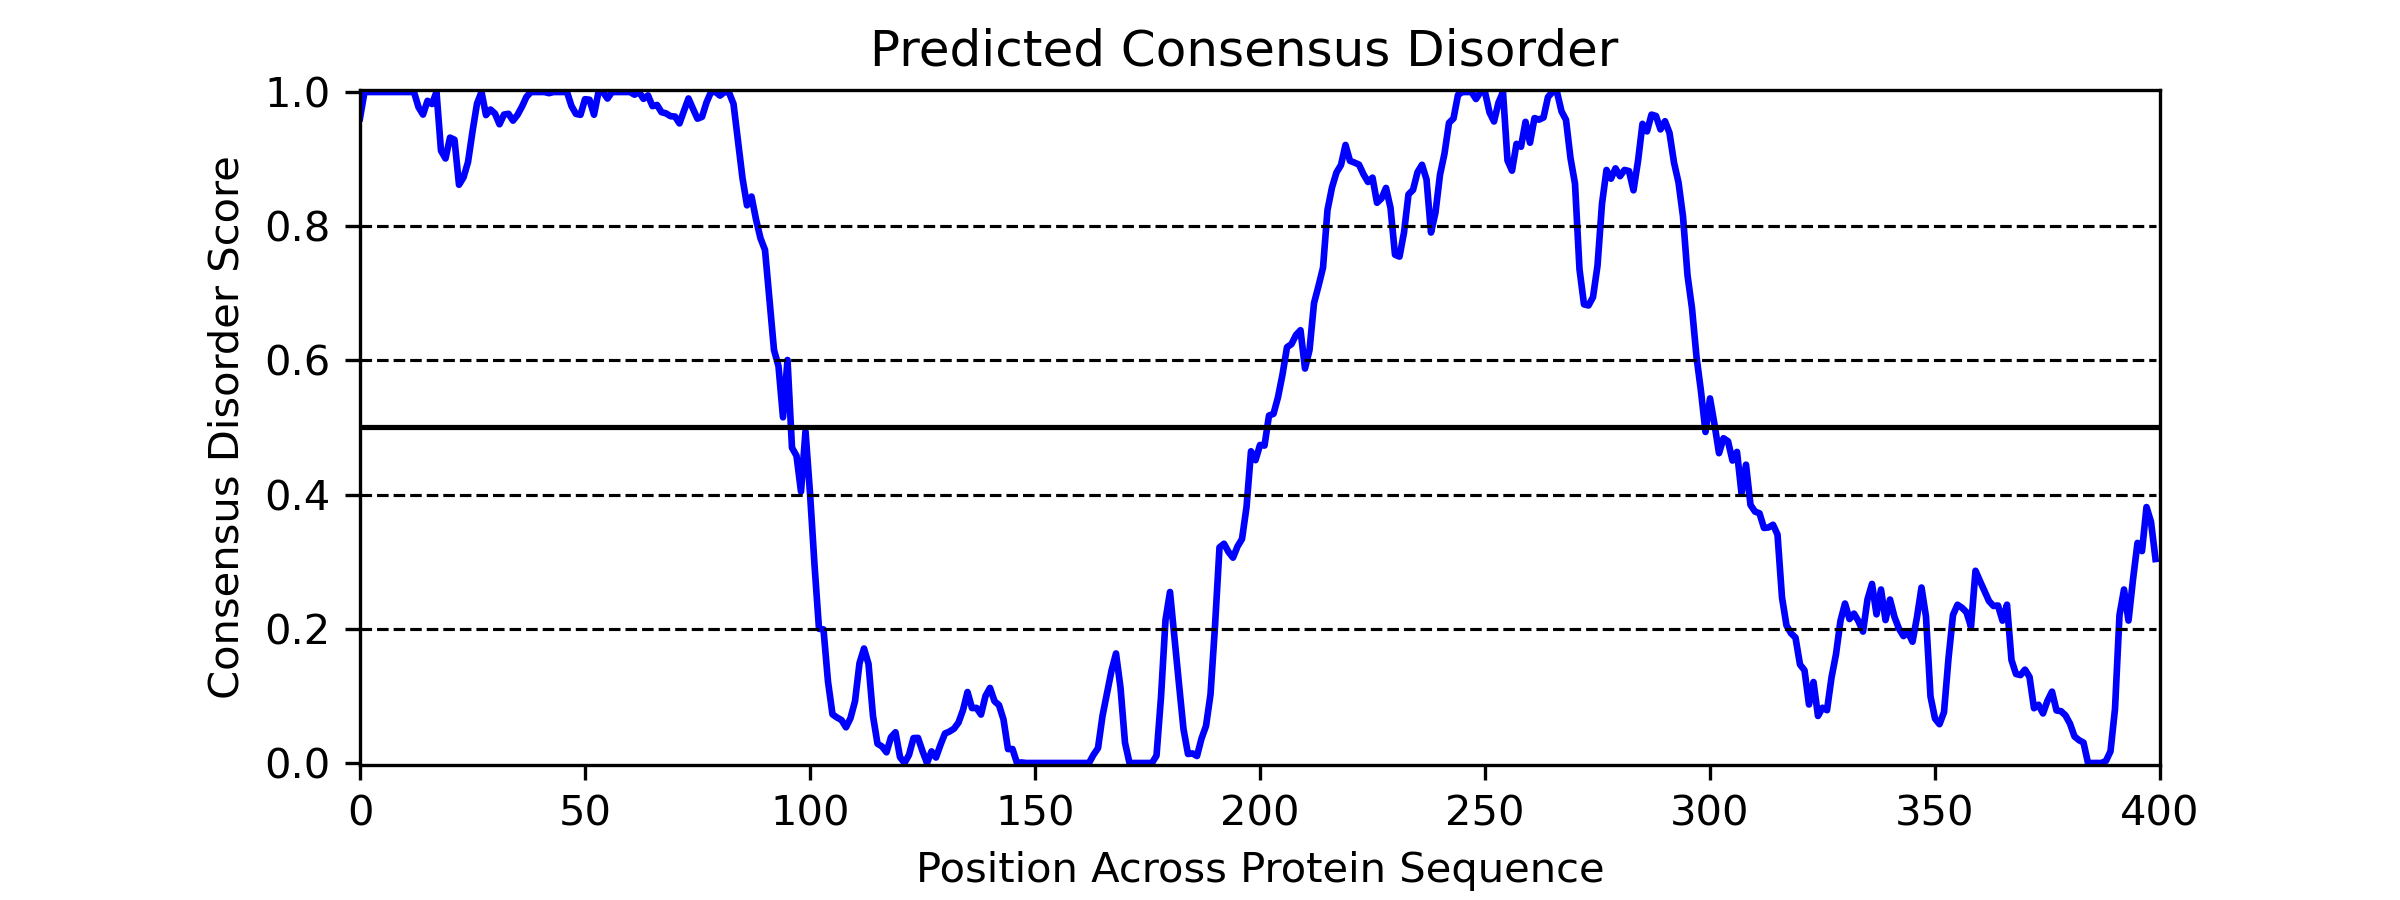 Predicted Consensus Disorder
Consensus Disorder Score
1.0
0.8
0.6
0.4
0.2
0.0
0 50 100 150 200 250 300 350 400
Position Across Protein Sequence